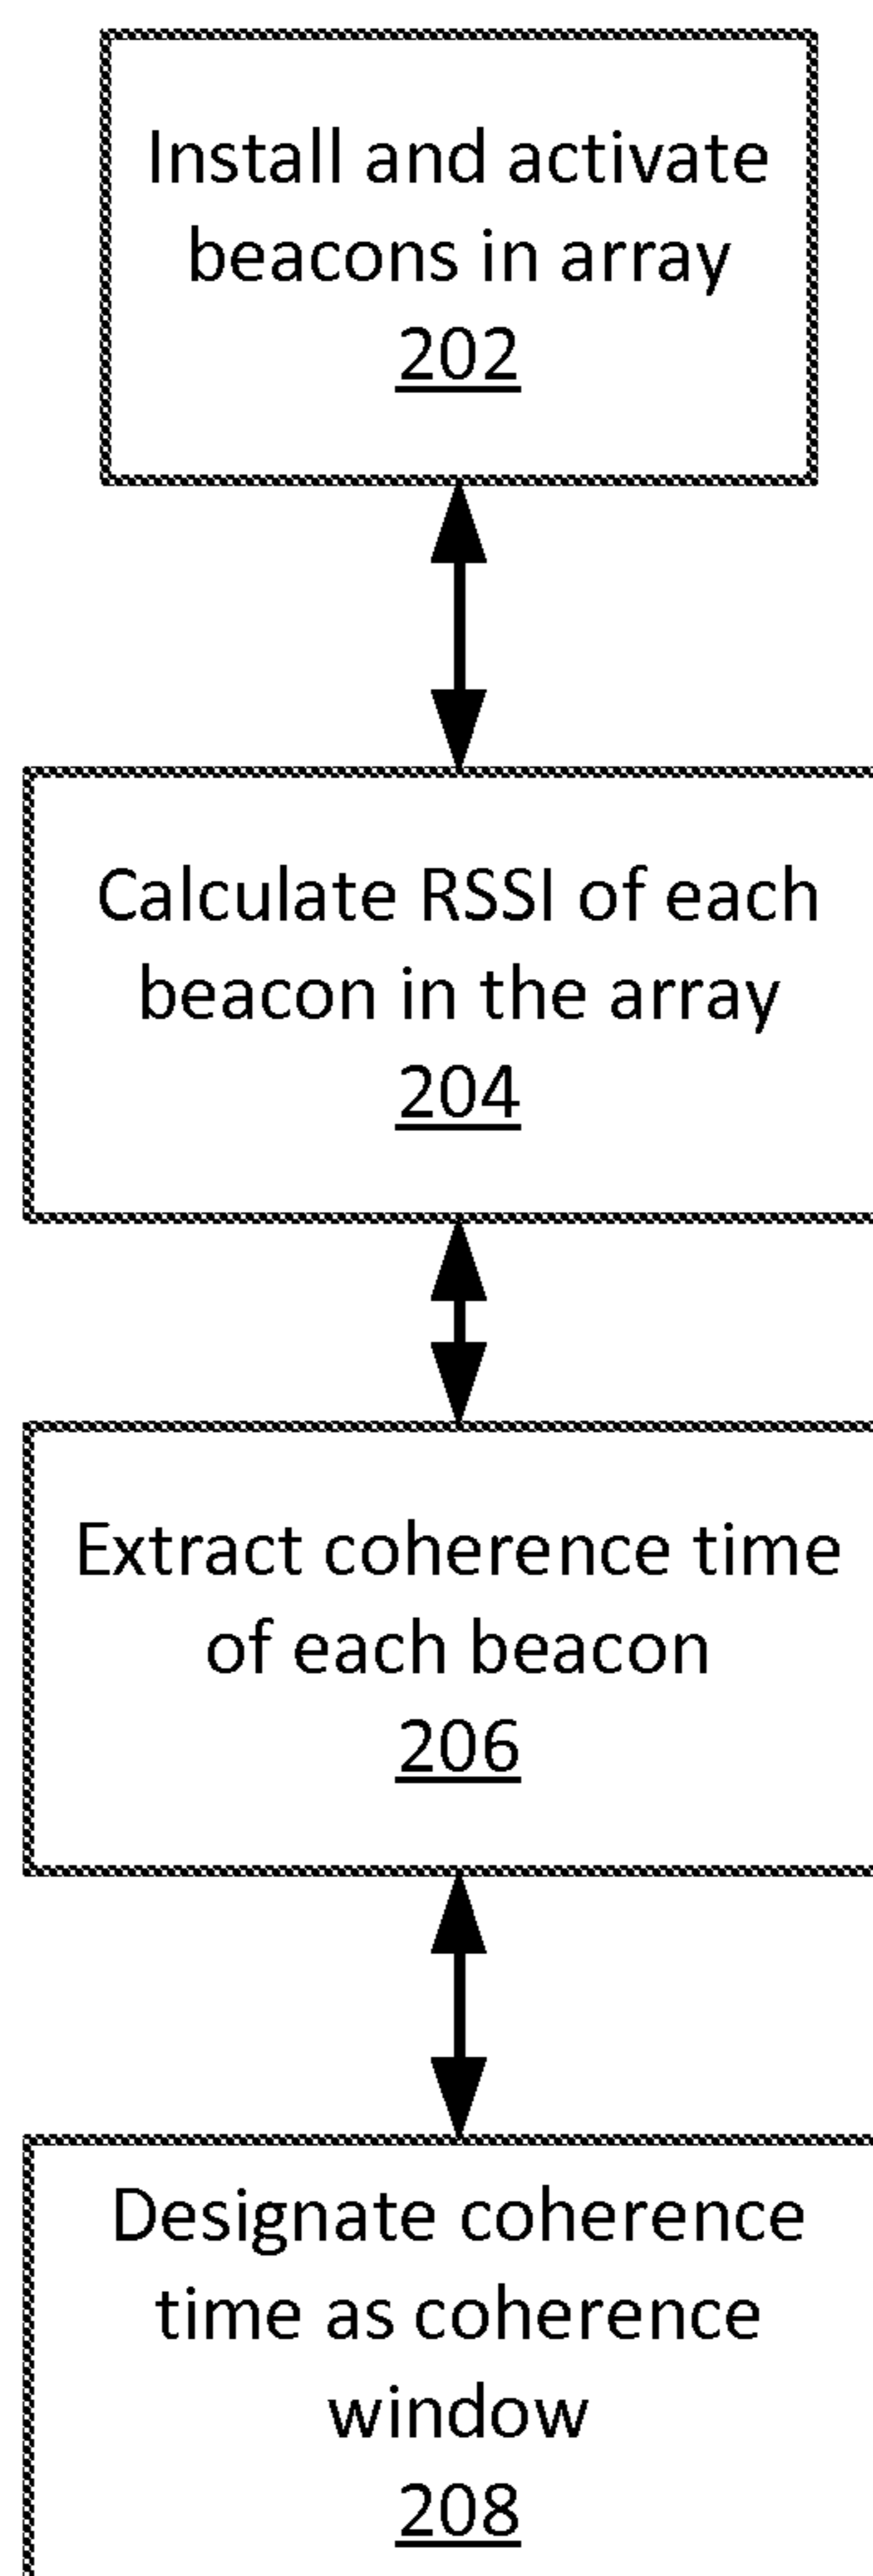 Install and activate
beacons in array
202
Calculate RSSI of each
beacon in the array
204
Extract coherence time
of each beacon
206
Designate coherence
time as coherence
window
208